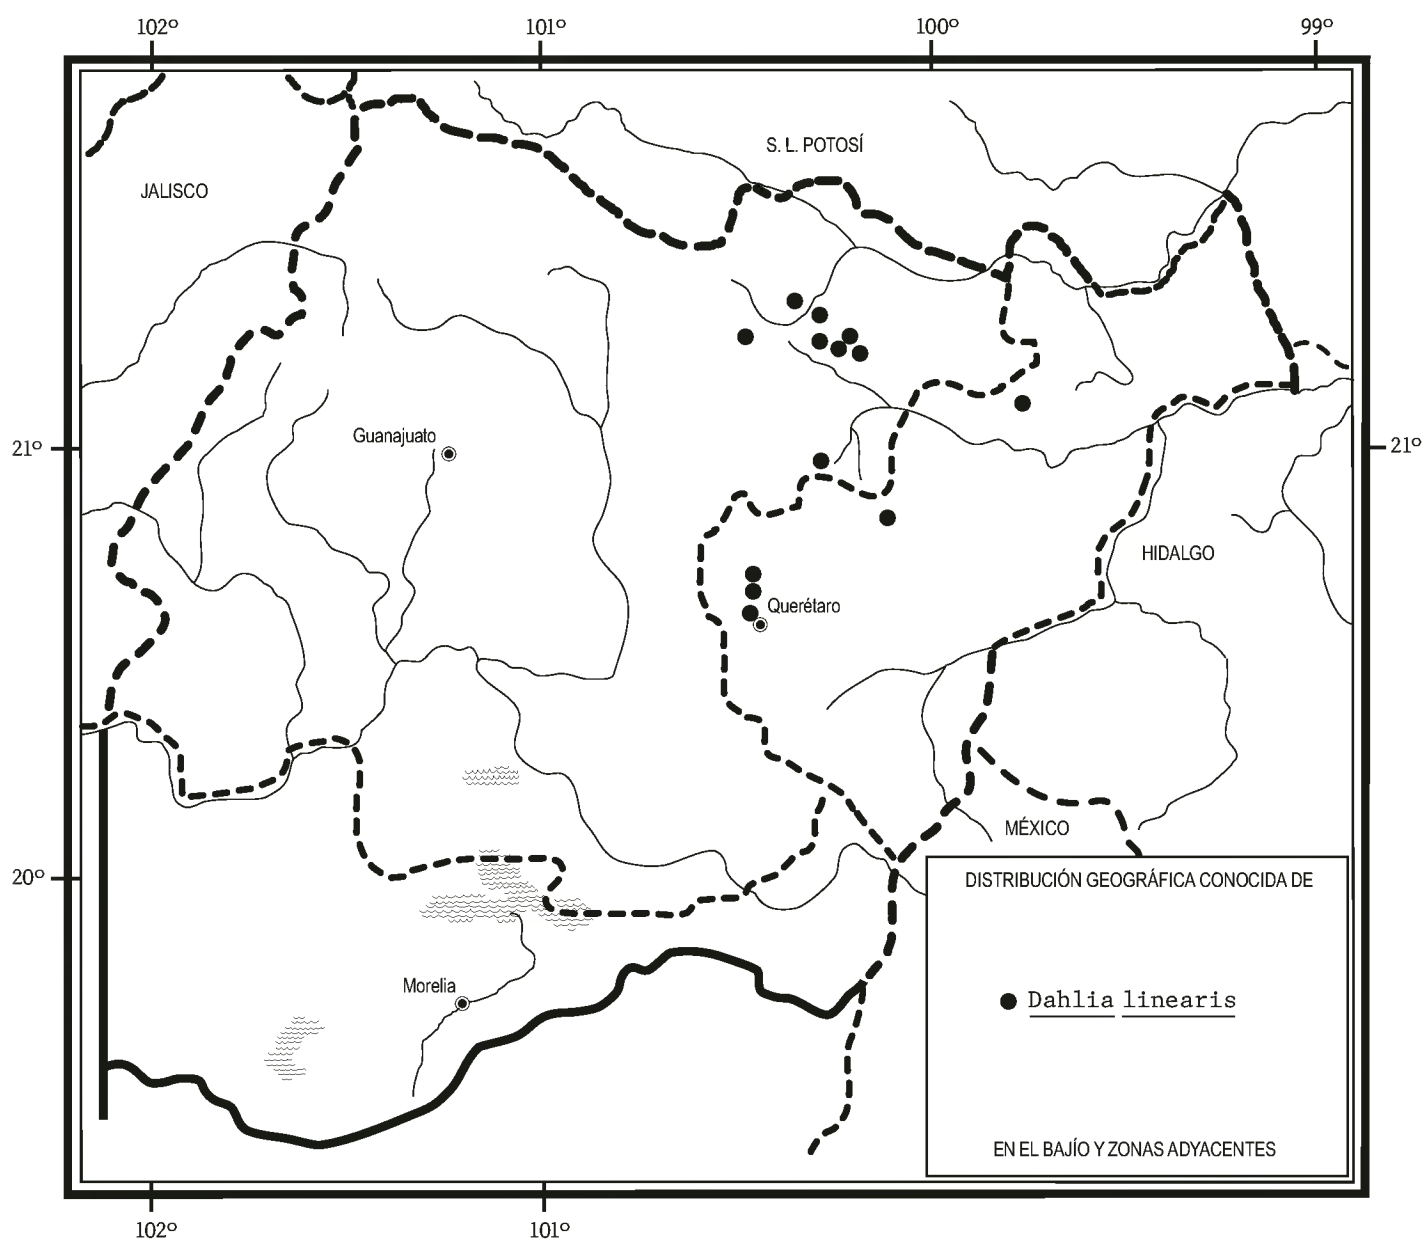 102° 101° 100° 99°
S. L. POTOSÍ
JALISCO
Guanajuato
21° 21°
HIDALGO
Querétaro
MÉXICO
20°
DISTRIBUCIÓN GEOGRÁFICA CONOCIDA DE
Morelia
Dahlia linearis
EN EL BAJÍO Y ZONAS ADYACENTES
102° 101°